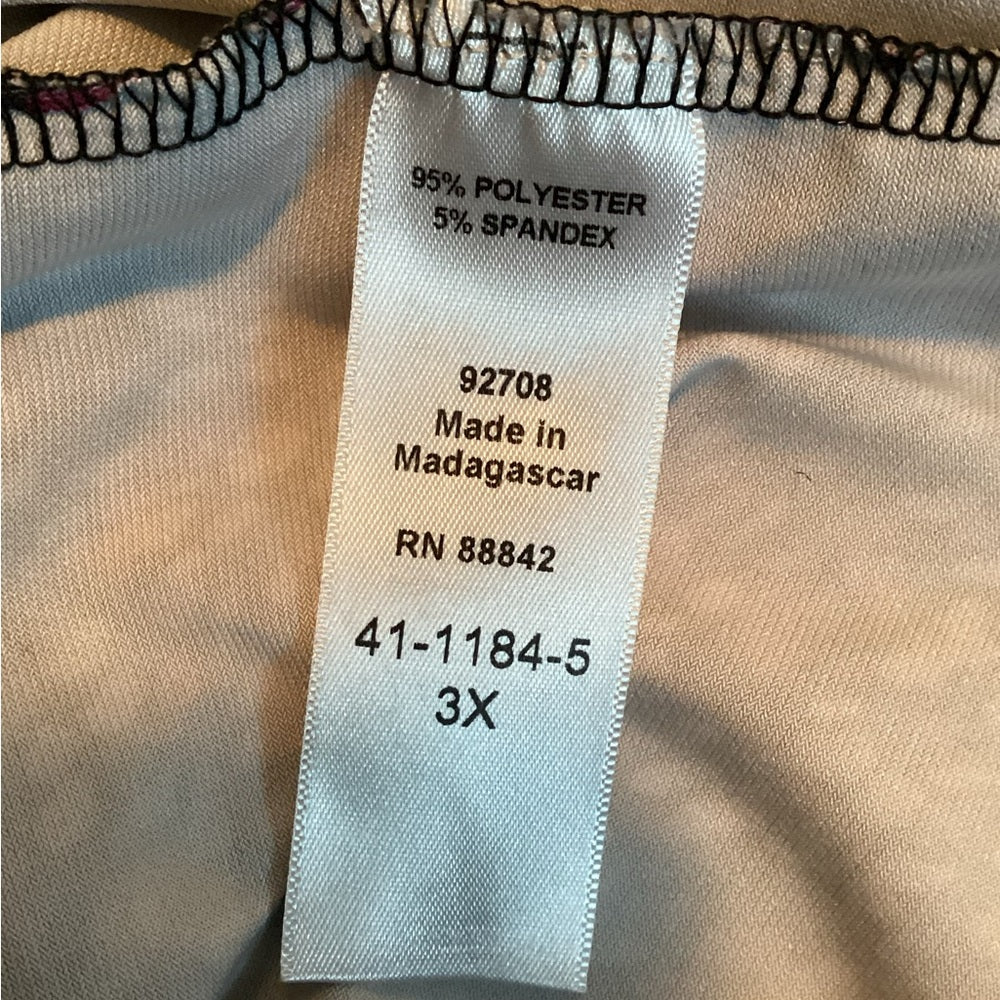 95% POLYESTER
5% SPANDEX
92708
Made in
Madagascar
RN 88842
41-1184-5
3X